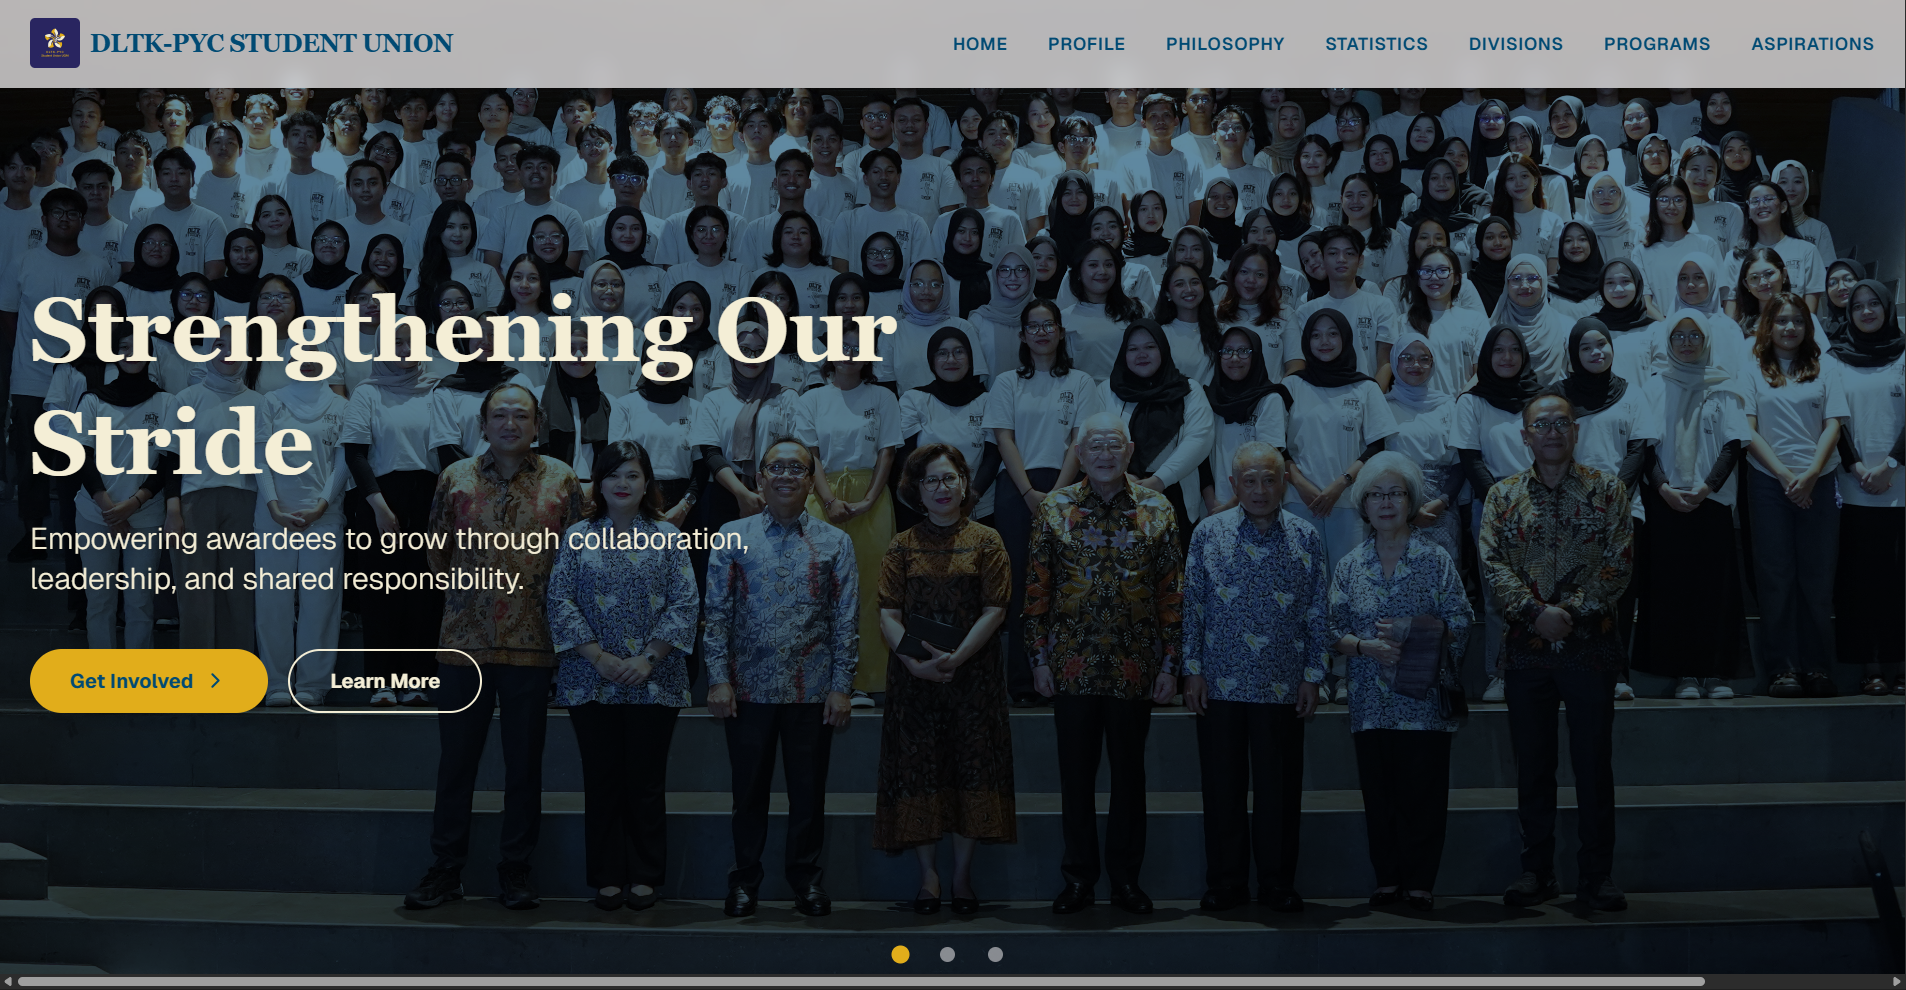 DLTK-PYC STUDENT UNION
HOME PROFILE PHILOSOPHY STATISTICS DIVISIONS PROGRAMS ASPIRATIONS
Strengthening Our
Stride
Empowering awardees to grow through collaboration,
leadership, and shared responsibility.
Get Involved
Learn More